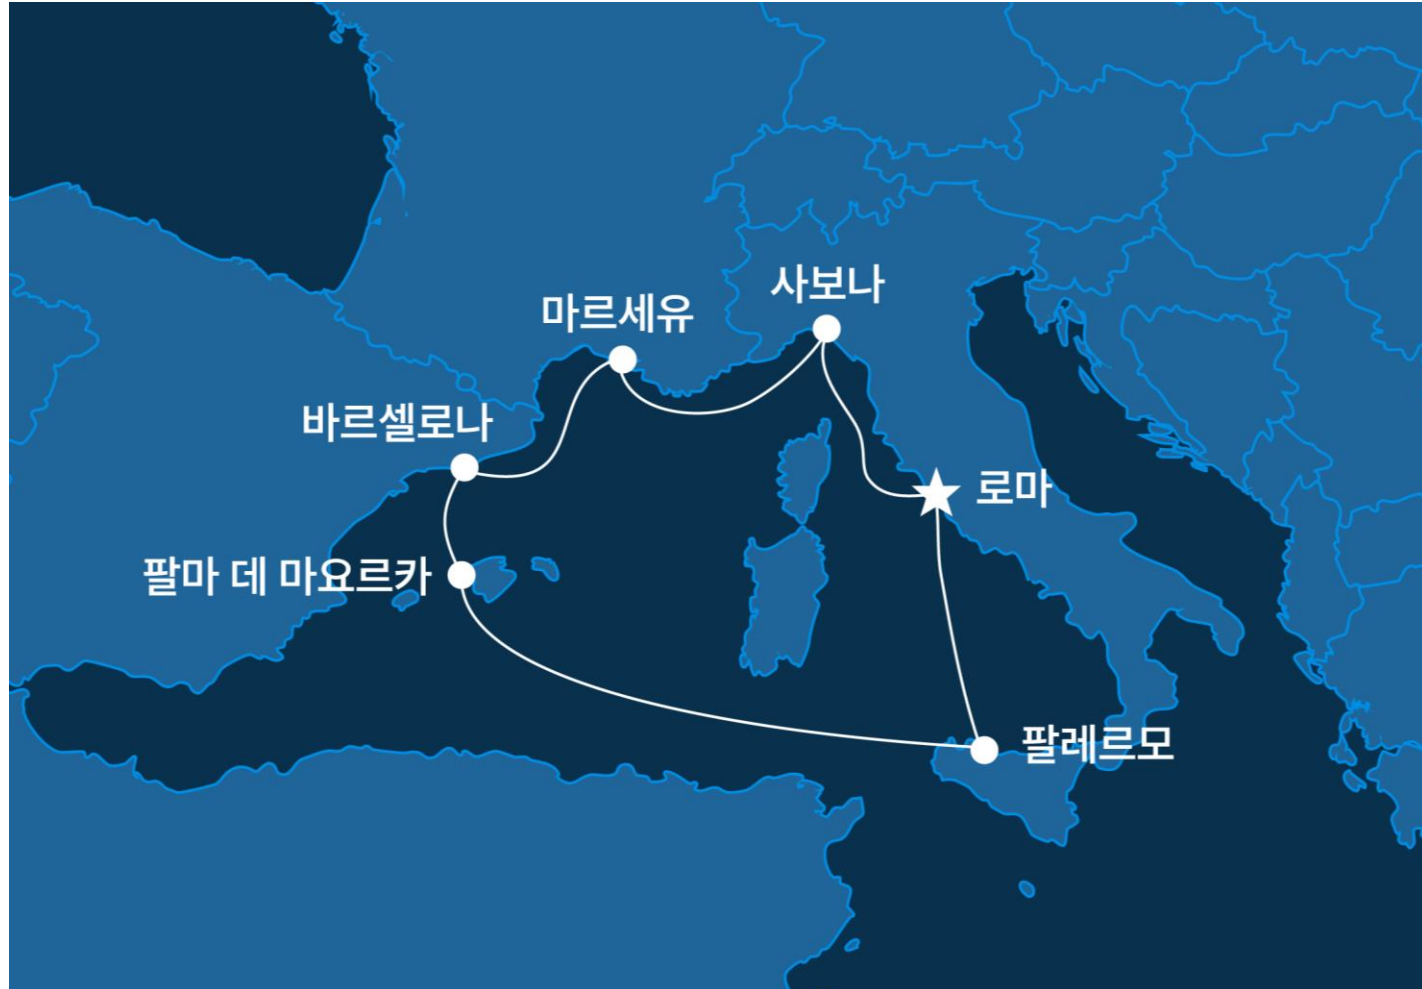 사보나
마르세유
바르셀로나
로마
팔마 데 마요르카
팔레르모